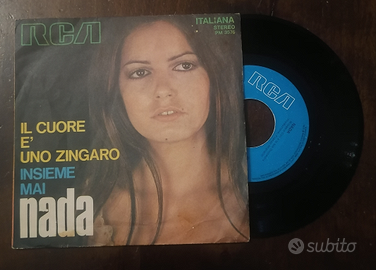 RCA
ITALIANA
STEREO
IL CUORE
E'
UNO ZINGARO
INSIEME
MAI
nada
RCA
subito